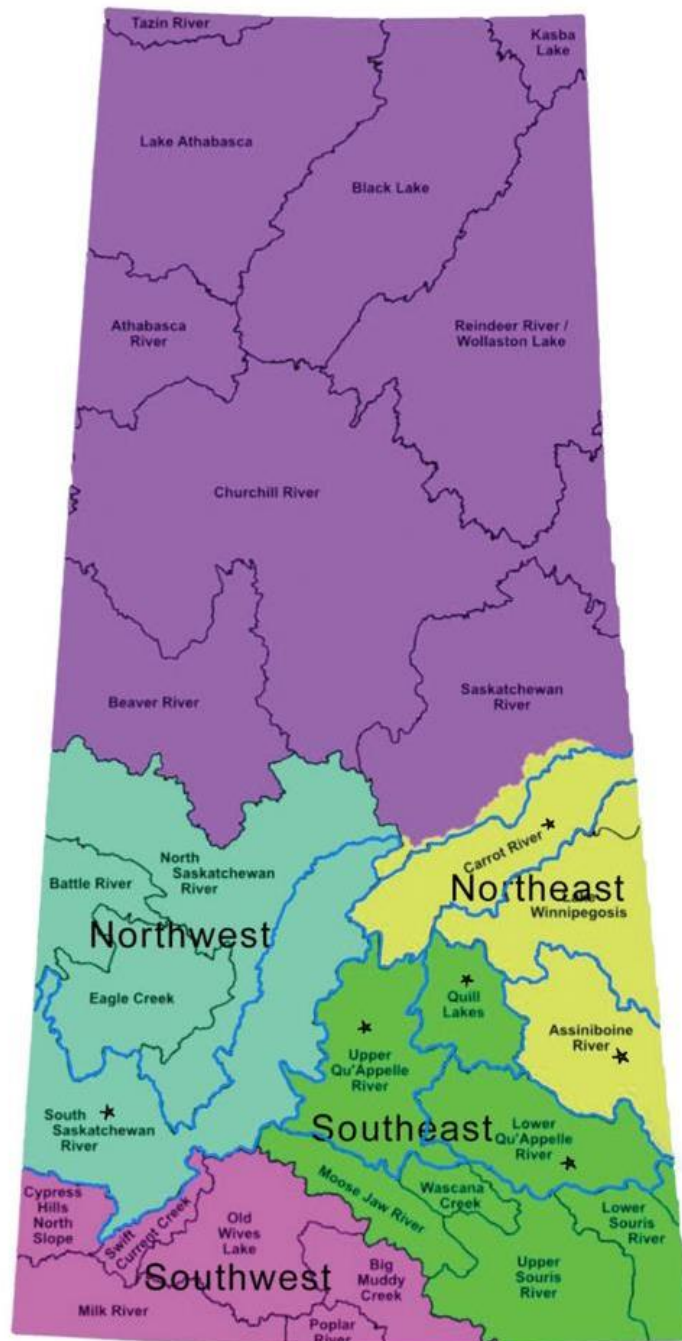 Tazin River
Kasba
Lake
Lake Athabasca
Black Lake
Athabasca
River
Reindeer River /
Wollaston Lake
Churchill River
Beaver River
Saskatchewan
River
North
Saskatchewan
River
Battle River
Northwest
Eagle Creek
South
Saskatchewan
River
Carrot River
Northeast
Lake
Winnipegosis
Quill
Lakes
Assiniboine
River
Upper
Qu'Appelle
River
Southeast
Lower
Qu'Appelle
River
Moose Jaw River
Wascana
Creek
Lower
Souris
River
Upper
Souris
River
Cypress
Hills
North
Slope
Swift
Current Creek
Old
Wives
Lake
Southwest
Big
Muddy
Creek
Milk River
Poplar
River